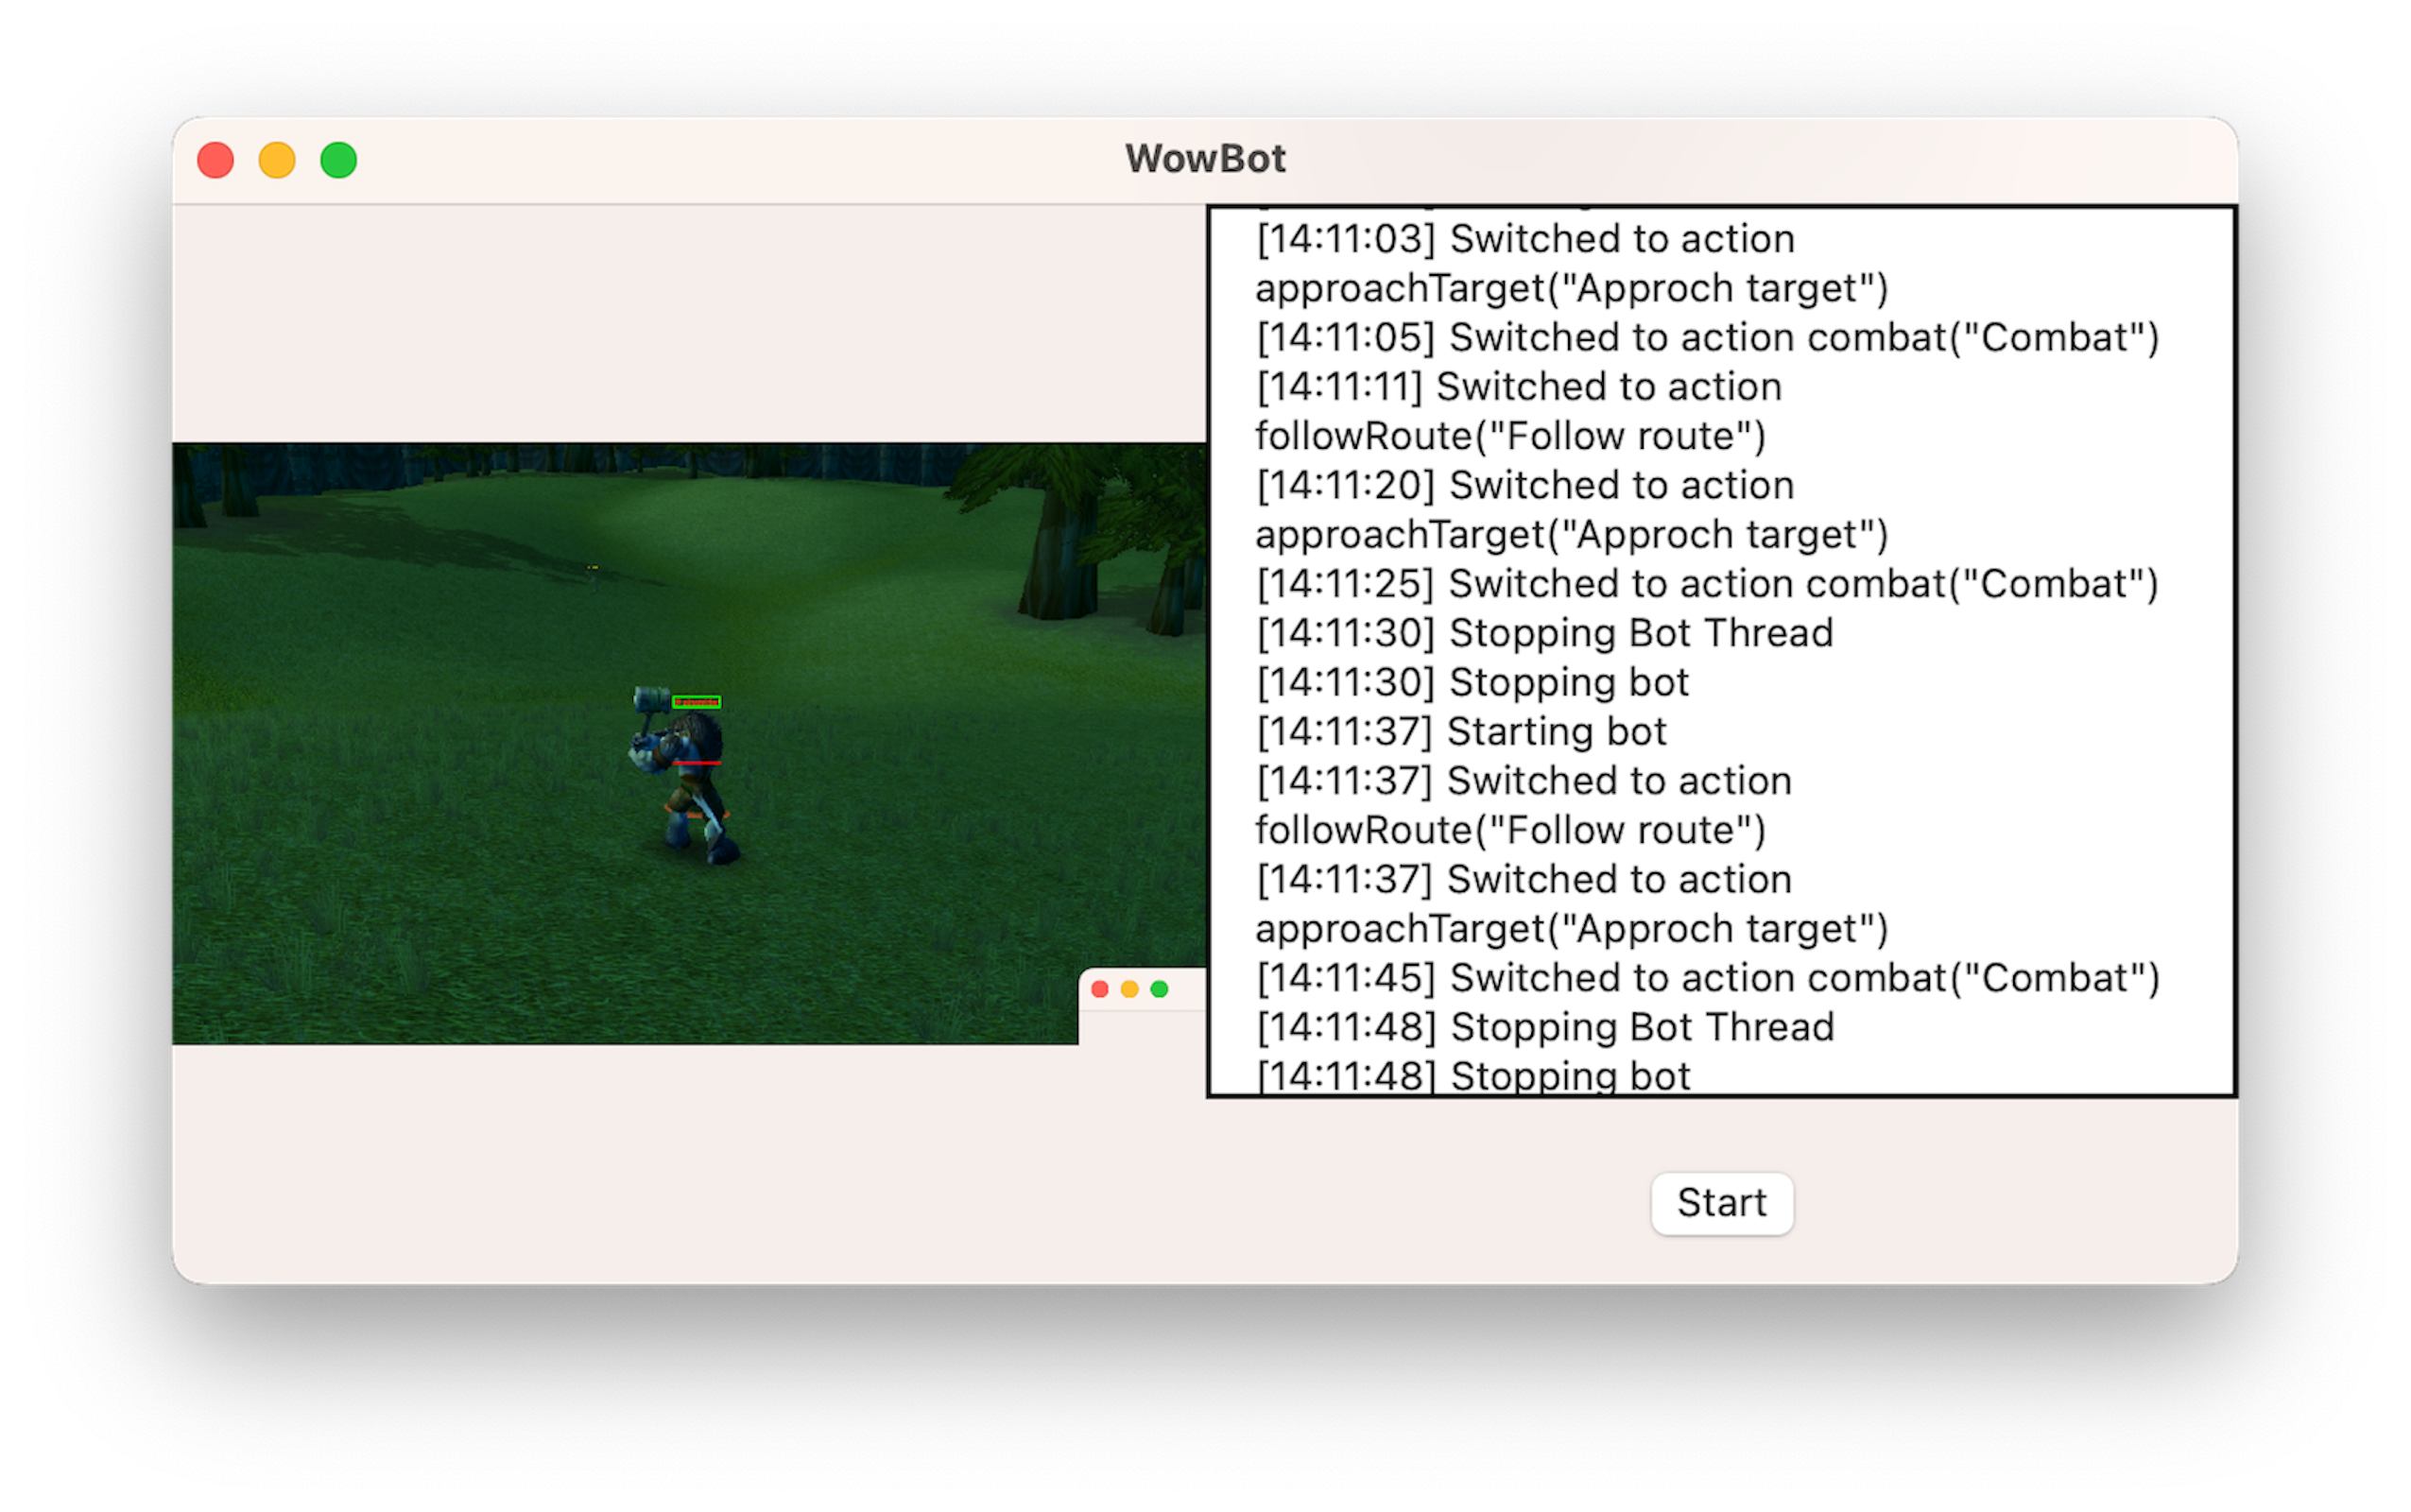 WowBot
[14:11:03] Switched to action
approachTarget("Approch target")
[14:11:05] Switched to action combat("Combat")
[14:11:11] Switched to action
followRoute("Follow route")
[14:11:20] Switched to action
approachTarget("Approch target")
[14:11:25] Switched to action combat("Combat")
[14:11:30] Stopping Bot Thread
[14:11:30] Stopping bot
[14:11:37] Starting bot
[14:11:37] Switched to action
followRoute("Follow route")
[14:11:37] Switched to action
approachTarget("Approch target")
[14:11:45] Switched to action combat("Combat")
[14:11:48] Stopping Bot Thread
[14:11:48] Stopping bot
Start